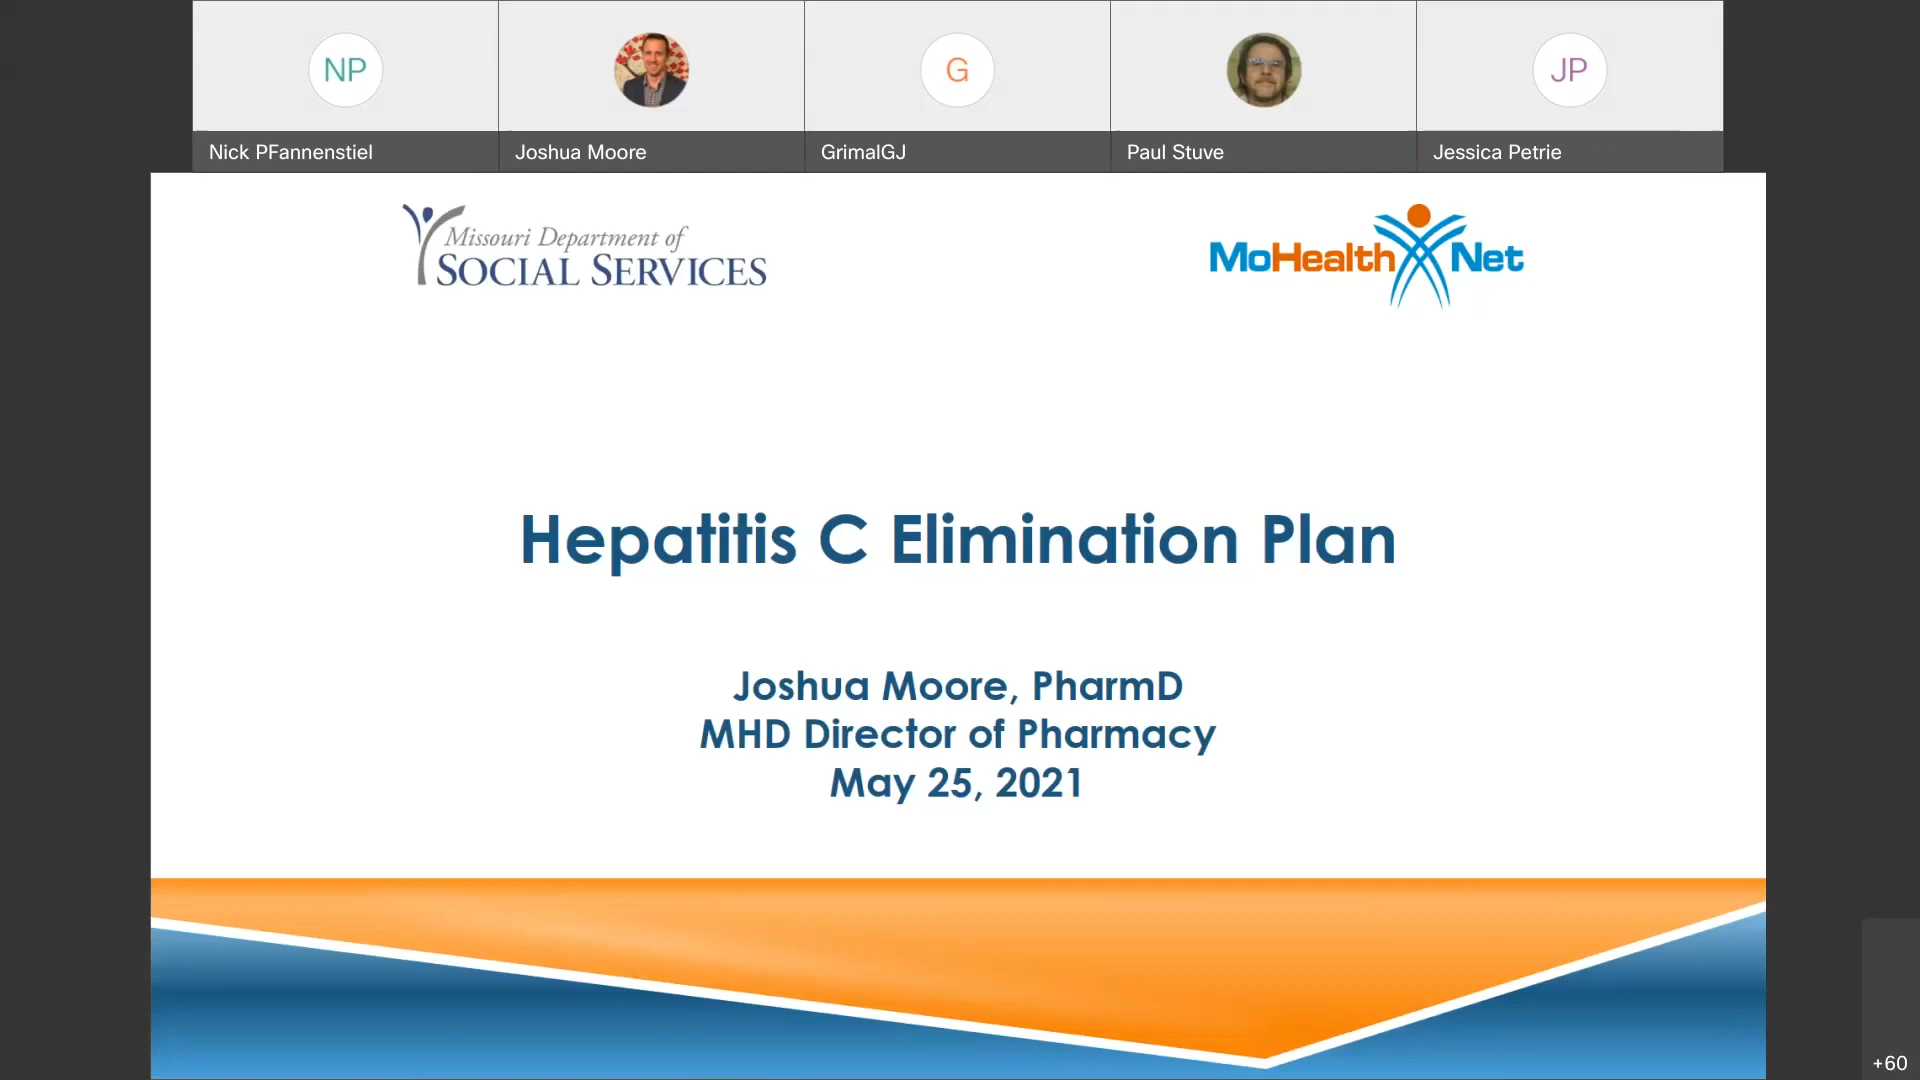 NP
G
JP
Nick PFannenstiel
Joshua Moore
GrimalGJ
Paul Stuve
Jessica Petrie
Missouri Department of
SOCIAL SERVICES
MoHealth Net
Hepatitis C Elimination Plan
Joshua Moore, PharmD
MHD Director of Pharmacy
May 25, 2021
+60